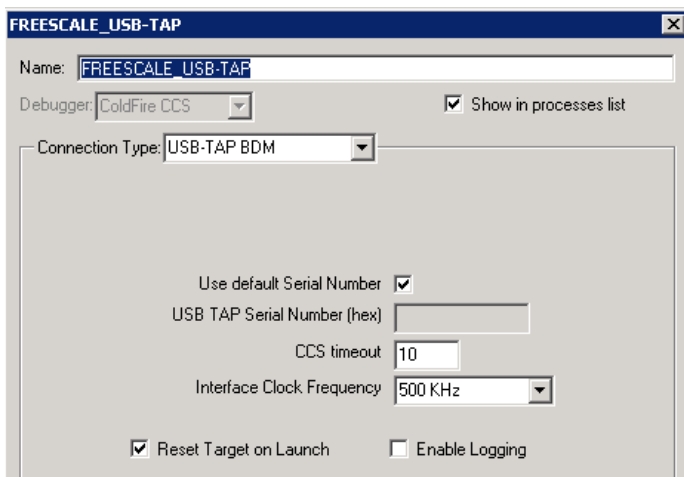 FREESCALE_USB-TAP
Name: FREESCALE_USB-TAP
Debugger: ColdFire CCS Show in processes list
Connection Type: USB-TAP BDM
Use default Serial Number
USB TAP Serial Number (hex)
CCS timeout 10
Interface Clock Frequency 500 KHz
Reset Target on Launch Enable Logging